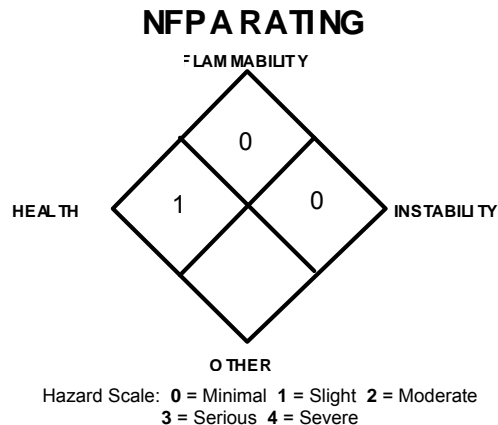 NFPA RATING
FLAMMABILITY
0
HEALTH
1
0
INSTABILITY
OTHER
Hazard Scale: 0 = Minimal 1 = Slight 2 = Moderate
3 = Serious 4 = Severe